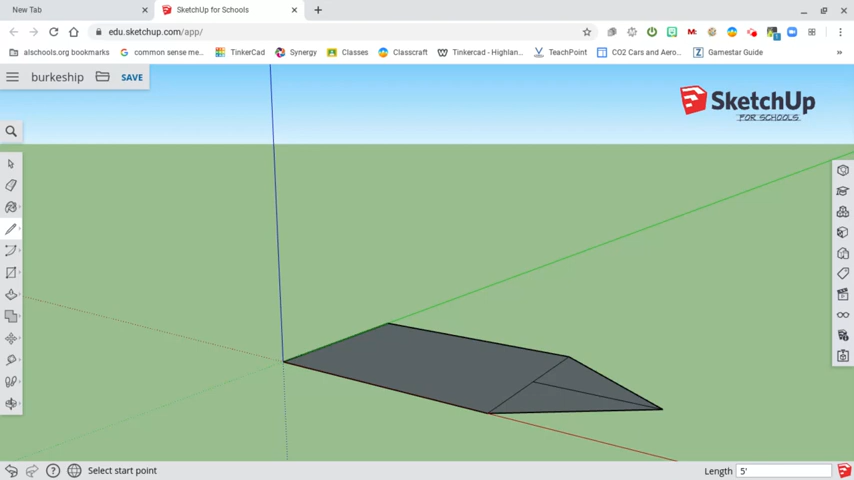 New Tab
SketchUp for Schools
edu.sketchup.com/app/
alschools.org bookmarks
common sense me...
TinkerCad
Synergy
Classes
Classcraft
Tinkercad - Highlan...
TeachPoint
CO2 Cars and Aero...
Gamestar Guide
burkeship
SAVE
SketchUp
FOR SCHOOLS
Select start point
Length 5'